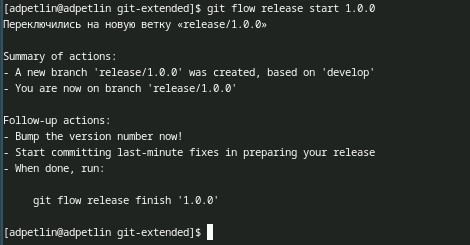 [adpetlin@adpetlin git-extended]$ git flow release start 1.0.0
Переключились на новую ветку «release/1.0.0»
Summary of actions:
- A new branch 'release/1.0.0' was created, based on 'develop'
- You are now on branch 'release/1.0.0'
Follow-up actions:
- Bump the version number now!
- Start committing last-minute fixes in preparing your release
- When done, run:
git flow release finish '1.0.0'
[adpetlin@adpetlin git-extended]$